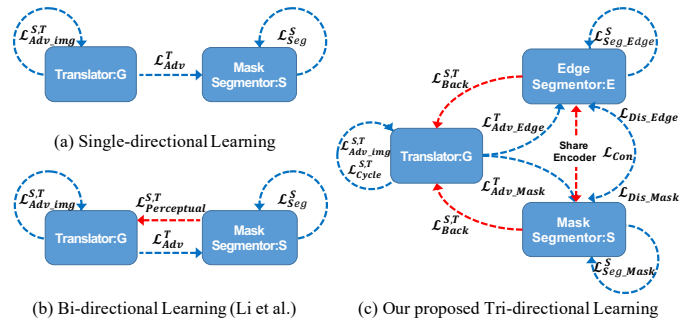 ℒ^{S,T}_{Adv_img}
ℒ^{T}_{Adv}
ℒ^{S}_{Seg}
Translator:G
Mask
Segmentor:S
(a) Single-directional Learning
ℒ^{S,T}_{Adv_img}
ℒ^{S,T}_{Perceptual}
ℒ^{S}_{Seg}
Translator:G
ℒ^{T}_{Adv}
Mask
Segmentor:S
(b) Bi-directional Learning (Li et al.)
ℒ^{S}_{Seg_Edge}
Edge
Segmentor:E
ℒ^{S,T}_{Back}
ℒ^{T}_{Adv_Edge}
ℒ_{Dis_Edge}
ℒ^{S,T}_{Adv_img}
ℒ^{S,T}_{Cycle}
Translator:G
Share
Encoder
ℒ_{Con}
ℒ^{T}_{Adv_Mask}
ℒ_{Dis_Mask}
ℒ^{S,T}_{Back}
Mask
Segmentor:S
ℒ^{S}_{Seg_Mask}
(c) Our proposed Tri-directional Learning